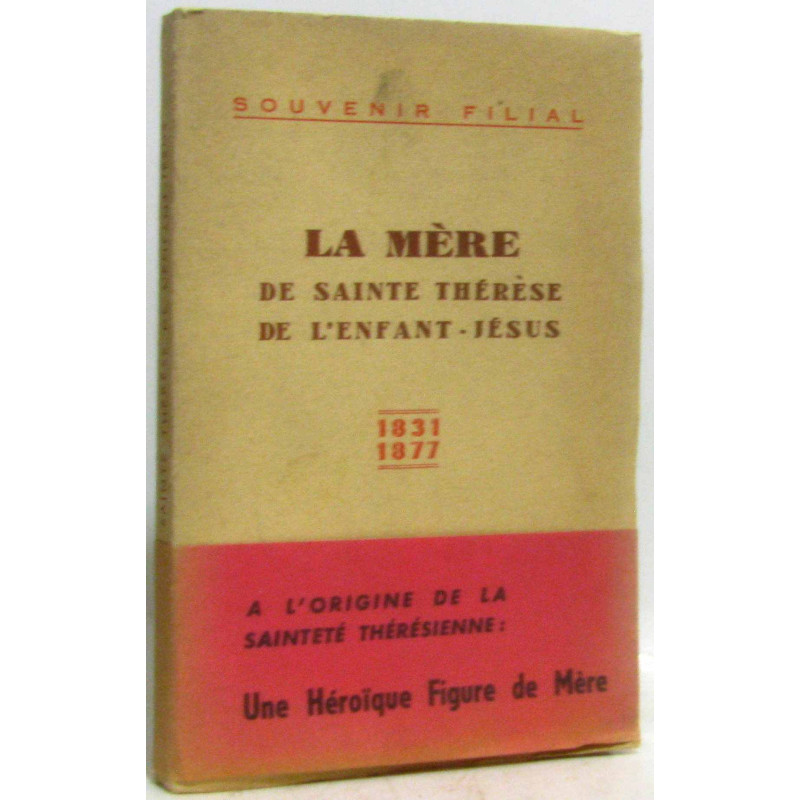 SOUVENIR FILIAL
LA MÈRE
DE SAINTE THÉRÈSE
DE L'ENFANT-JÉSUS
1831
1877
A L'ORIGINE DE LA
SAINTETÉ THÉRÉSIENNE :
Une Héroïque Figure de Mère